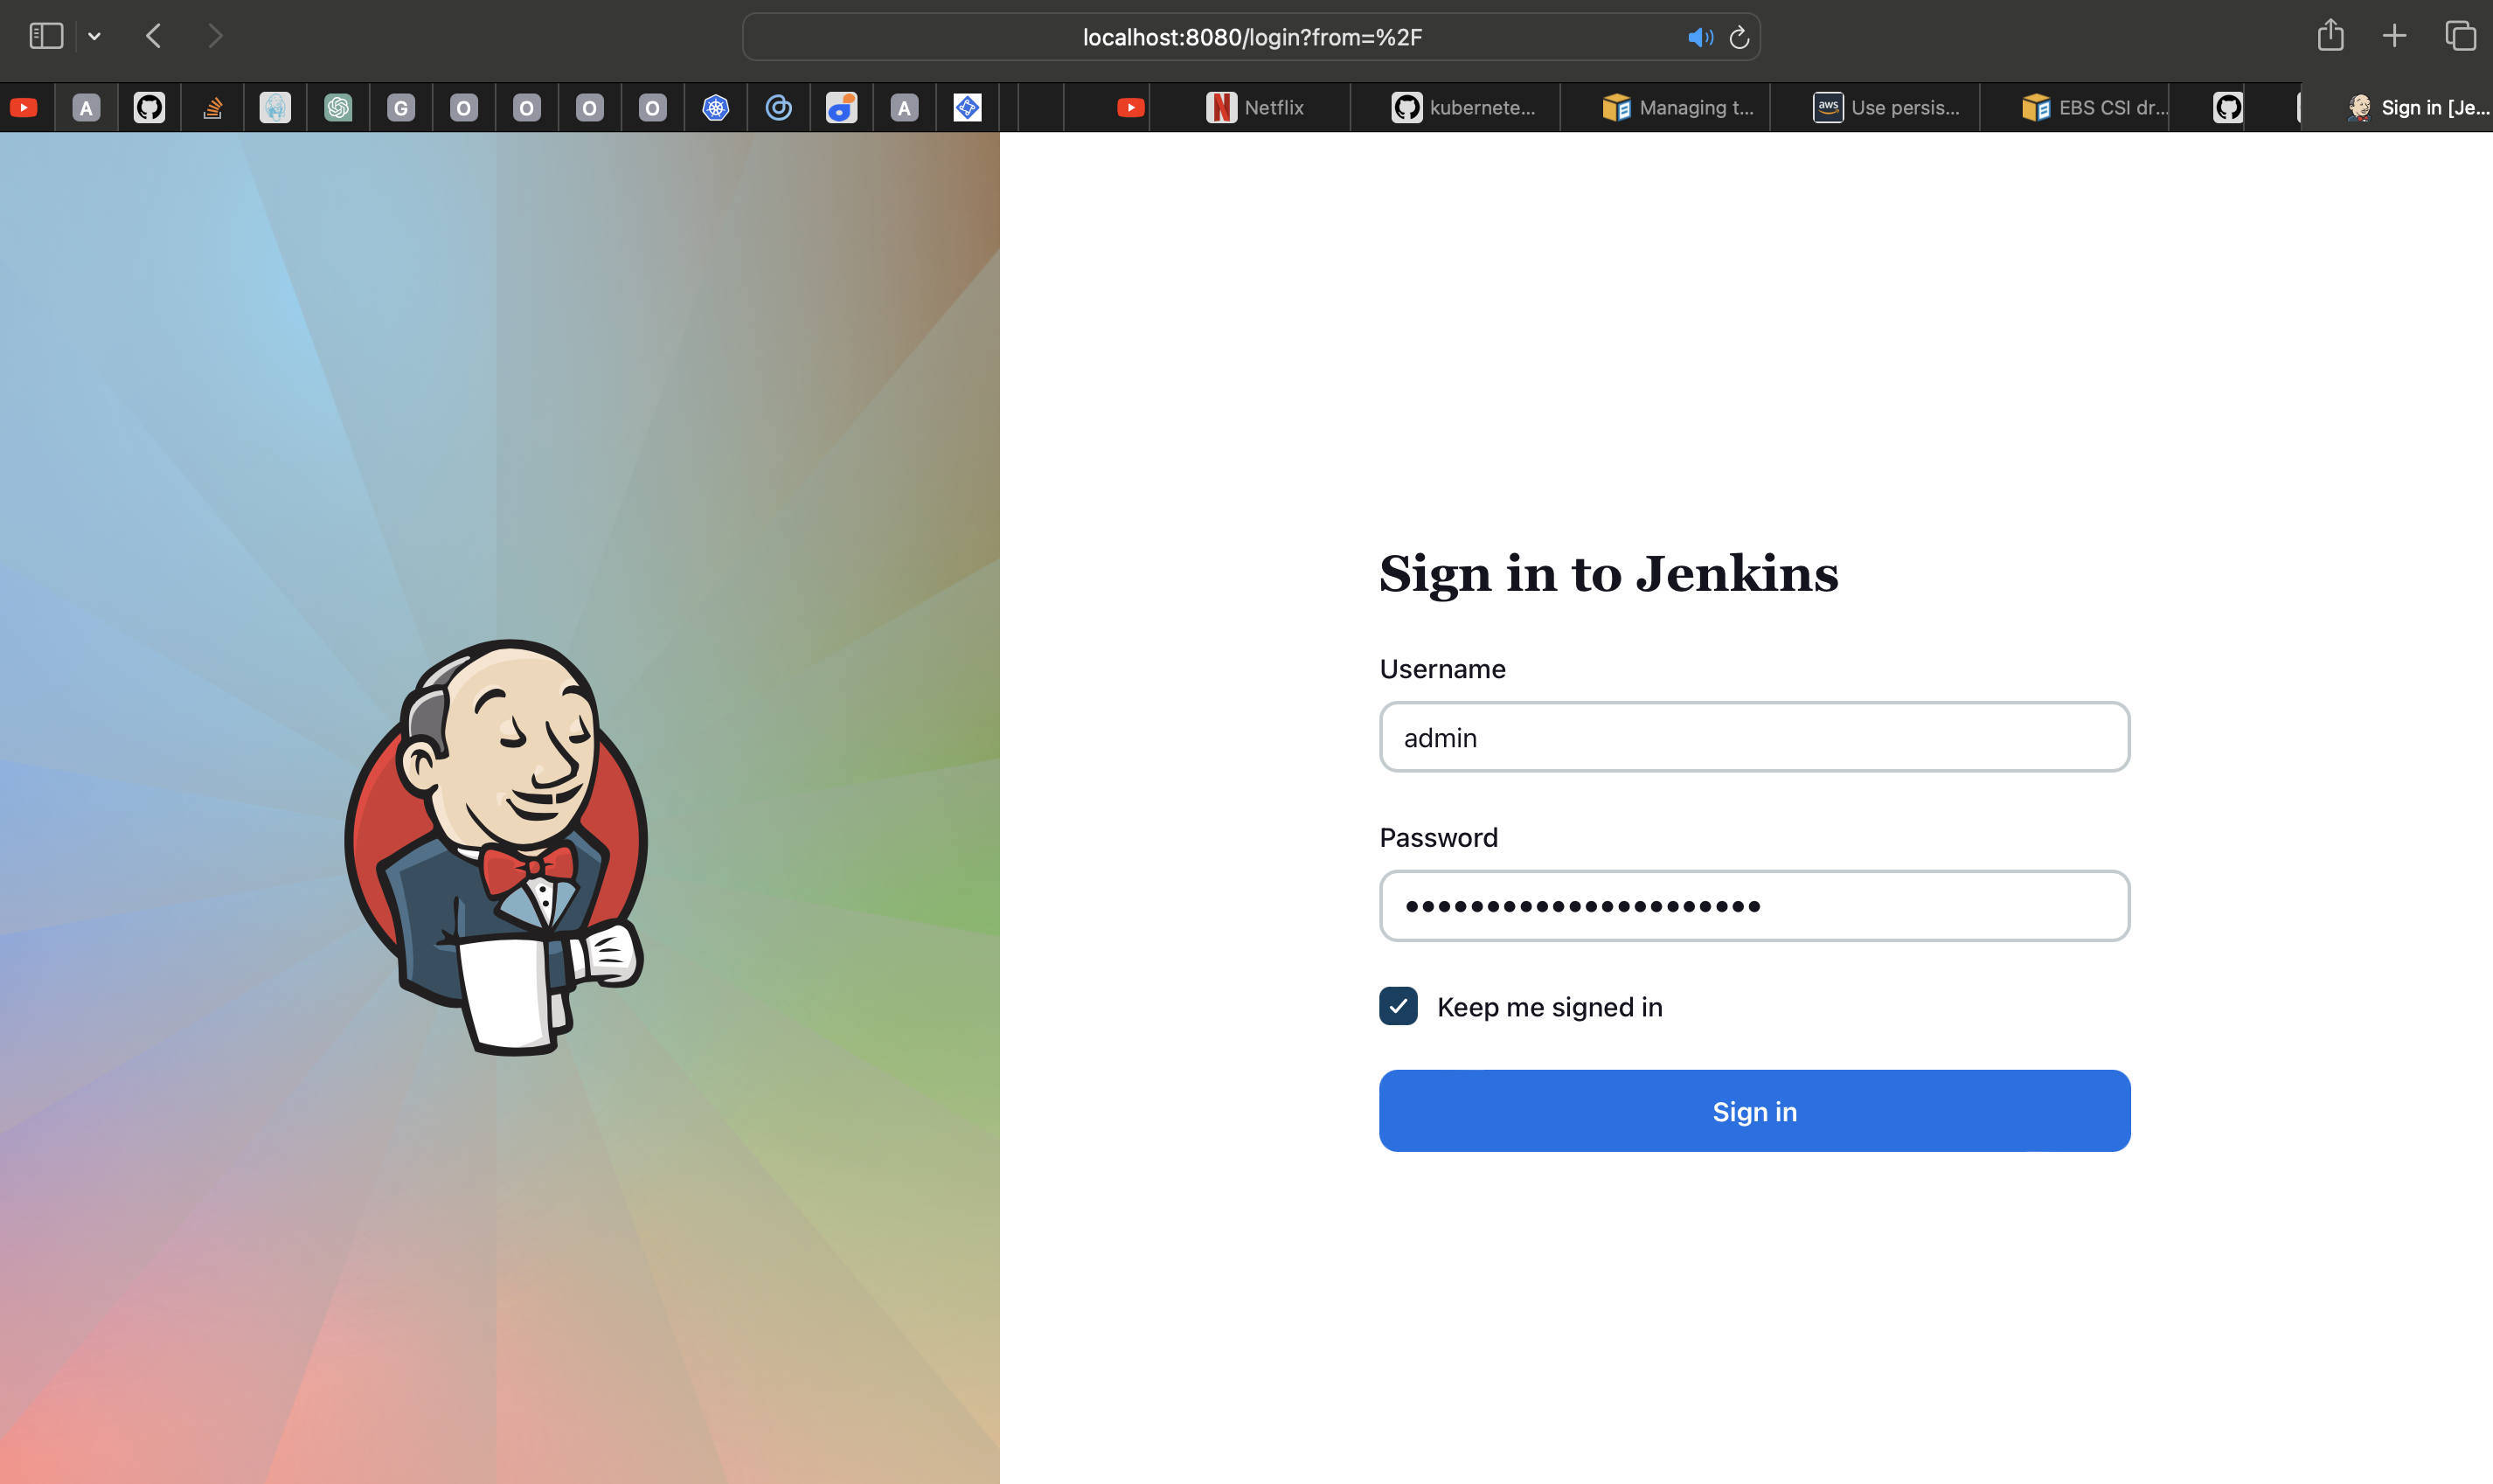 localhost:8080/login?from=%2F
A
G
O
O
O
O
A
Netflix
kubernete...
Managing t...
aws
Use persis...
EBS CSI dr...
Sign in [Je...
Sign in to Jenkins
Username
admin
Password
Keep me signed in
Sign in